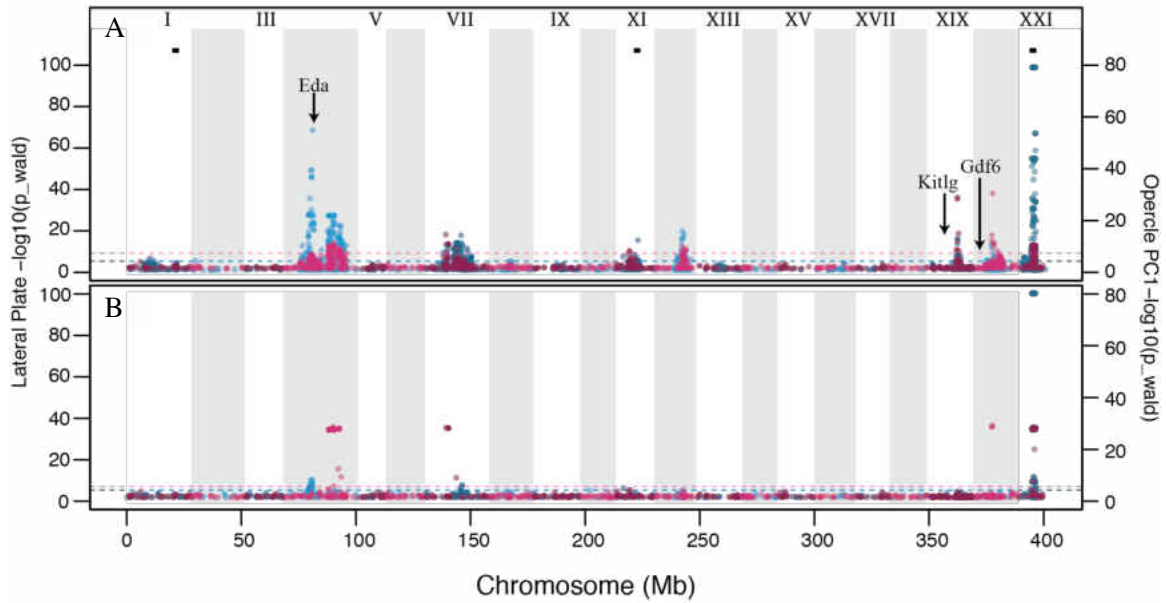 I III V VII IX XI XIII XV XVII XIX XXI
A
Lateral Plate -log10(p_wald)
100
80
60
40
20
0
Eda
Kitlg
Gdf6
80
60
40
20
0
Opercle PC1-log10(p_wald)
B
100
80
60
40
20
0
80
60
40
20
0
0 50 100 150 200 250 300 350 400
Chromosome (Mb)